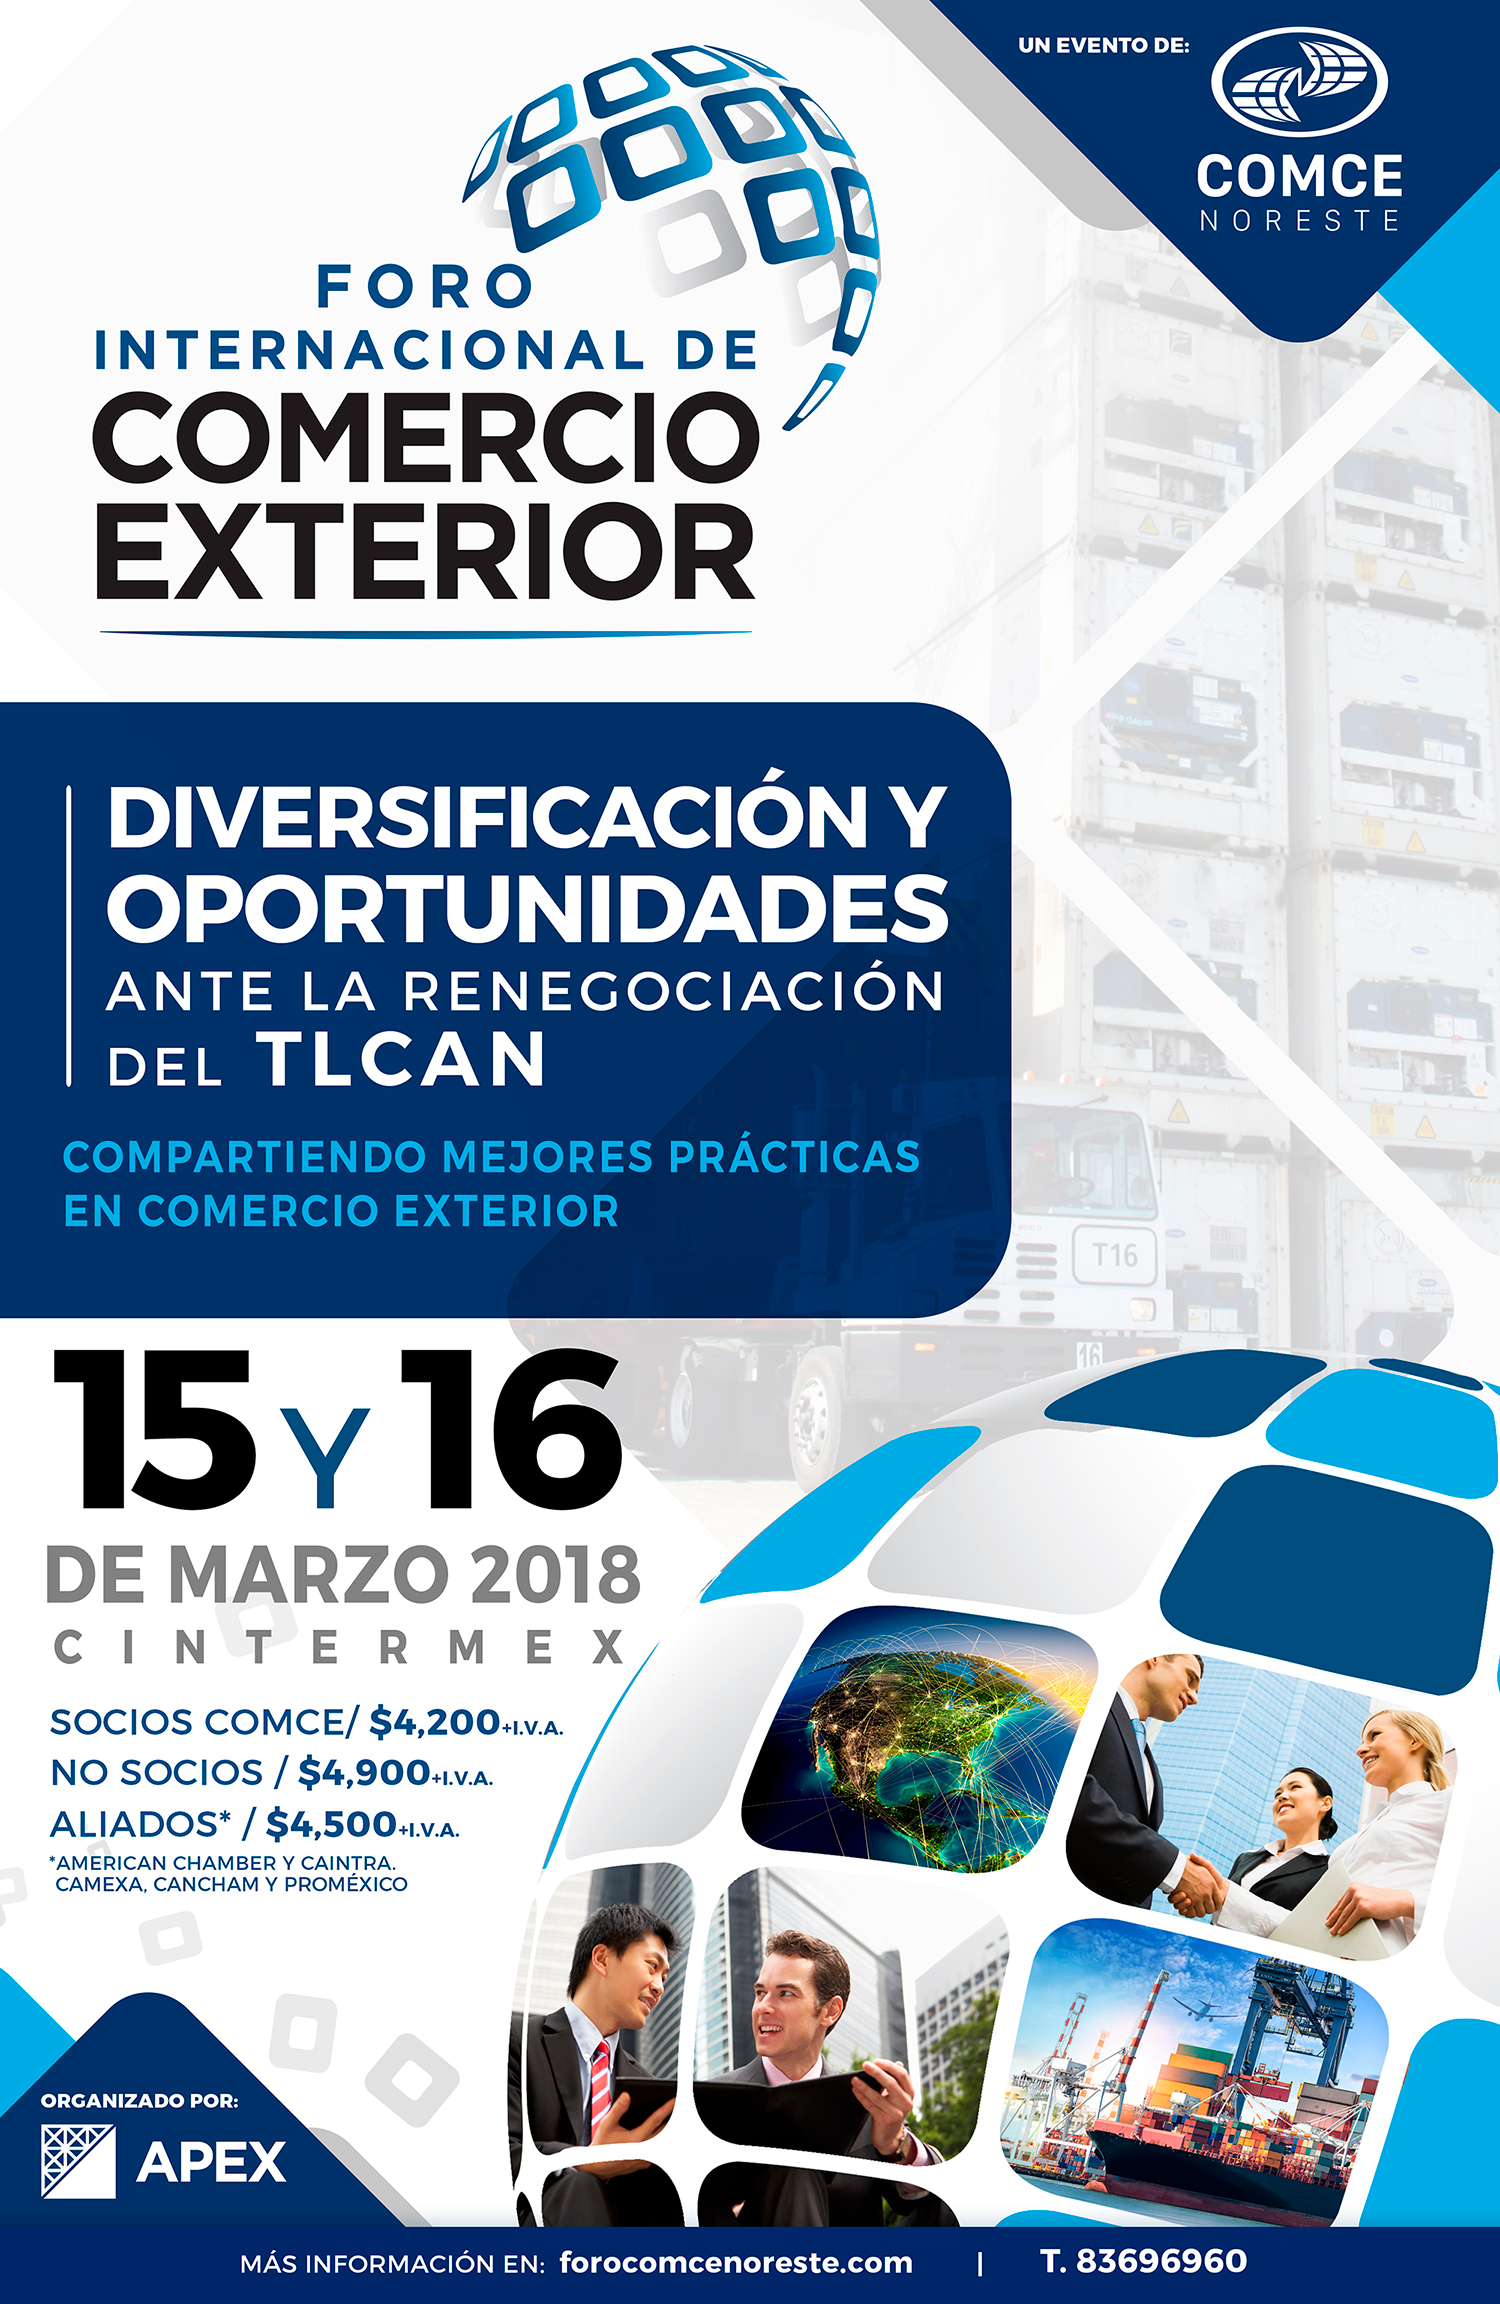 UN EVENTO DE:
COMCE
NORESTE
FORO
INTERNACIONAL DE
COMERCIO
EXTERIOR
DIVERSIFICACIÓN Y
OPORTUNIDADES
ANTE LA RENEGOCIACIÓN
DEL TLCAN
COMPARTIENDO MEJORES PRÁCTICAS
EN COMERCIO EXTERIOR
T16
16
15 Y 16
DE MARZO 2018
CINTERMEX
SOCIOS COMCE/ $4,200+I.V.A.
NO SOCIOS / $4,900+I.V.A.
ALIADOS* / $4,500+I.V.A.
*AMERICAN CHAMBER Y CAINTRA.
CAMEXA, CANCHAM Y PROMÉXICO
ORGANIZADO POR:
APEX
MÁS INFORMACIÓN EN: forocomcenoreste.com | T. 83696960